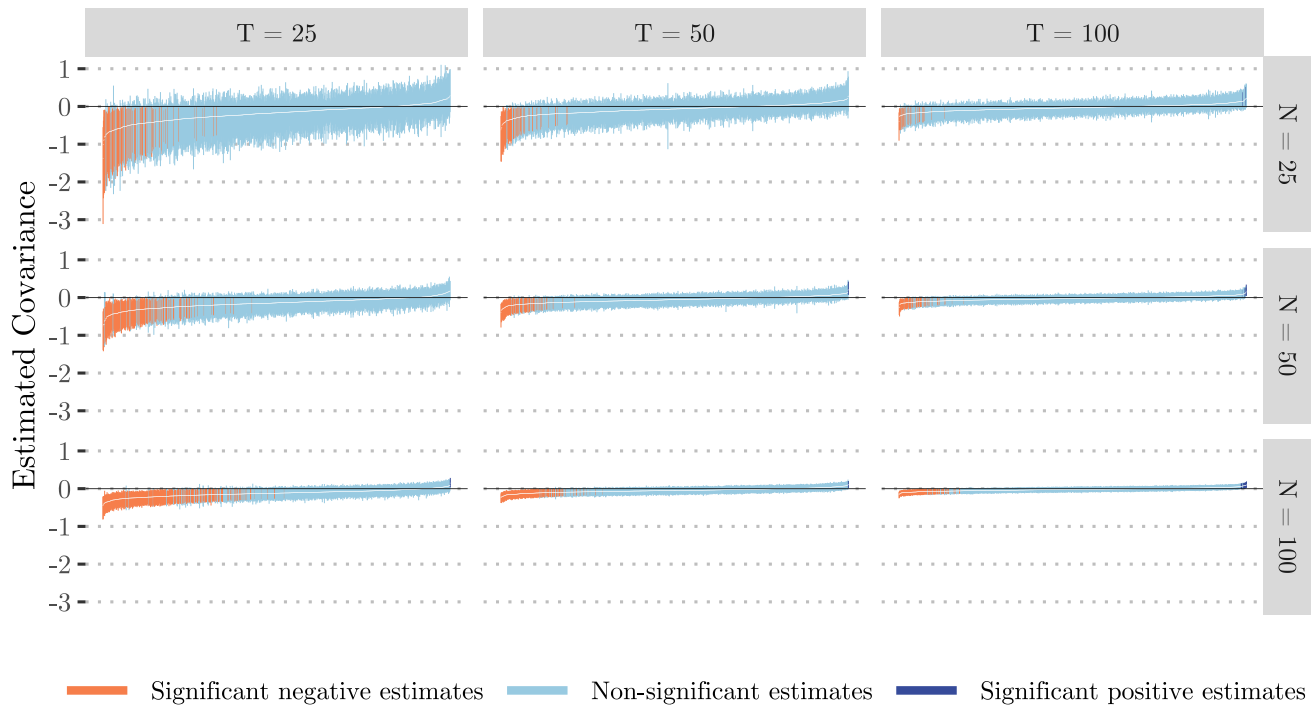 T = 25
T = 50
T = 100
Estimated Covariance
1
0
-1
-2
-3
N = 25
1
0
-1
-2
-3
N = 50
1
0
-1
-2
-3
N = 100
Significant negative estimates
Non-significant estimates
Significant positive estimates